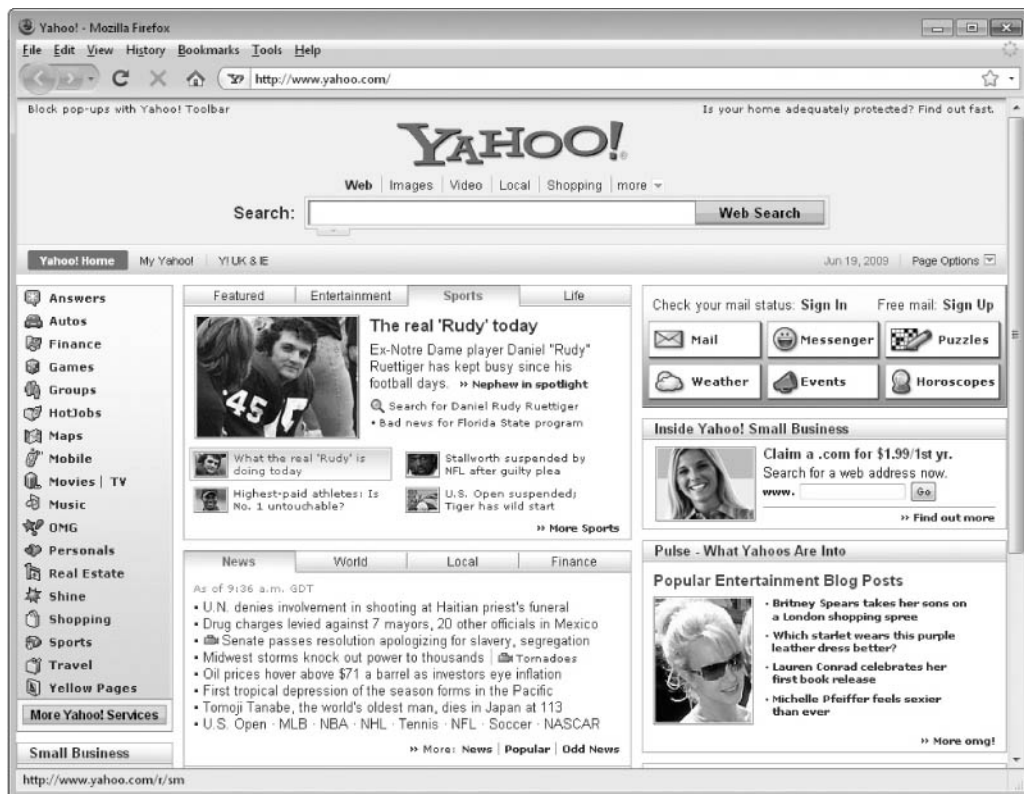 Yahoo! - Mozilla Firefox
File Edit View History Bookmarks Tools Help
http://www.yahoo.com/
Block pop-ups with Yahoo! Toolbar
Is your home adequately protected? Find out fast.
YAHOO!
Web Images Video Local Shopping more
Search:
Web Search
Yahoo! Home My Yahoo! Y! UK & IE
Jun 19, 2009 Page Options
Answers
Autos
Finance
Games
Groups
HotJobs
Maps
Mobile
Movies | TV
Music
OMG
Personals
Real Estate
Shine
Shopping
Sports
Travel
Yellow Pages
More Yahoo! Services
Small Business
Featured Entertainment Sports Life
The real 'Rudy' today
Ex-Notre Dame player Daniel "Rudy"
Ruettiger has kept busy since his
football days. » Nephew in spotlight
Search for Daniel Rudy Ruettiger
• Bad news for Florida State program
45
What the real 'Rudy' is
doing today
Stallworth suspended by
NFL after guilty plea
Highest-paid athletes: Is
No. 1 untouchable?
U.S. Open suspended;
Tiger has wild start
» More Sports
News World Local Finance
As of 9:36 a.m. GDT
• U.N. denies involvement in shooting at Haitian priest's funeral
• Drug charges levied against 7 mayors, 20 other officials in Mexico
• Senate passes resolution apologizing for slavery, segregation
• Midwest storms knock out power to thousands | Tornadoes
• Oil prices hover above $71 a barrel as investors eye inflation
• First tropical depression of the season forms in the Pacific
• Tomoji Tanabe, the world's oldest man, dies in Japan at 113
• U.S. Open · MLB · NBA · NHL · Tennis · NFL · Soccer · NASCAR
» More: News | Popular | Odd News
Check your mail status: Sign In Free mail: Sign Up
Mail Messenger Puzzles
Weather Events Horoscopes
Inside Yahoo! Small Business
Claim a .com for $1.99/1st yr.
Search for a web address now.
www. Go
» Find out more
Pulse - What Yahoos Are Into
Popular Entertainment Blog Posts
• Britney Spears takes her sons on
a London shopping spree
• Which starlet wears this purple
leather dress better?
• Lauren Conrad celebrates her
first book release
• Michelle Pfeiffer feels sexier
than ever
» More omg!
http://www.yahoo.com/r/sm